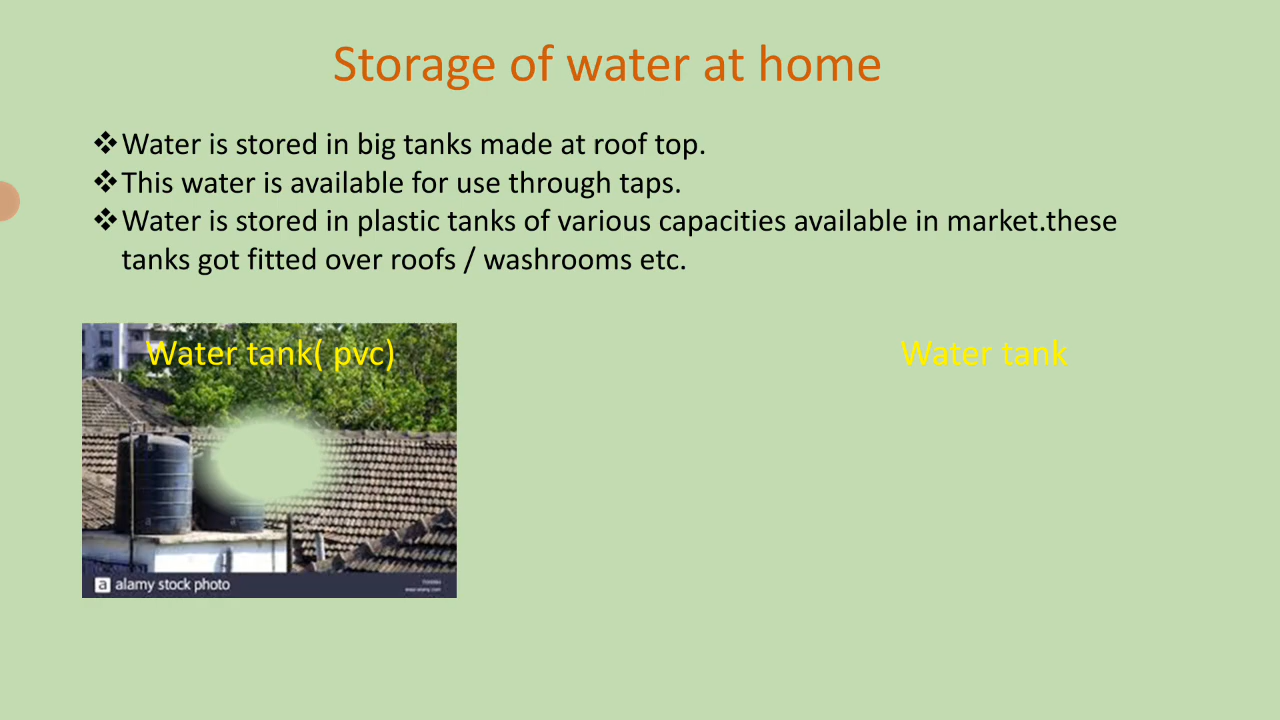 Storage of water at home
❖Water is stored in big tanks made at roof top.
❖This water is available for use through taps.
❖Water is stored in plastic tanks of various capacities available in market.these
tanks got fitted over roofs / washrooms etc.
Water tank( pvc)
Water tank
a alamy stock photo